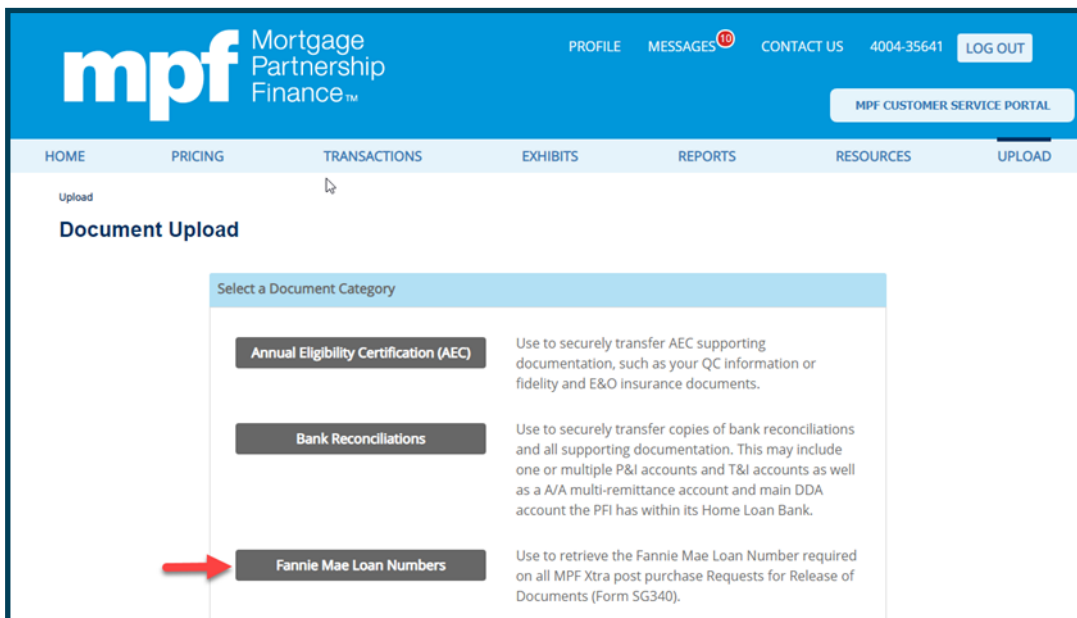 mpf Mortgage
Partnership
Finance™
PROFILE MESSAGES 10 CONTACT US 4004-35641 LOG OUT
MPF CUSTOMER SERVICE PORTAL
HOME PRICING TRANSACTIONS EXHIBITS REPORTS RESOURCES UPLOAD
Upload
Document Upload
Select a Document Category
Annual Eligibility Certification (AEC)
Use to securely transfer AEC supporting
documentation, such as your QC information or
fidelity and E&O insurance documents.
Bank Reconciliations
Use to securely transfer copies of bank reconciliations
and all supporting documentation. This may include
one or multiple P&I accounts and T&I accounts as well
as a A/A multi-remittance account and main DDA
account the PFI has within its Home Loan Bank.
Fannie Mae Loan Numbers
Use to retrieve the Fannie Mae Loan Number required
on all MPF Xtra post purchase Requests for Release of
Documents (Form SG340).